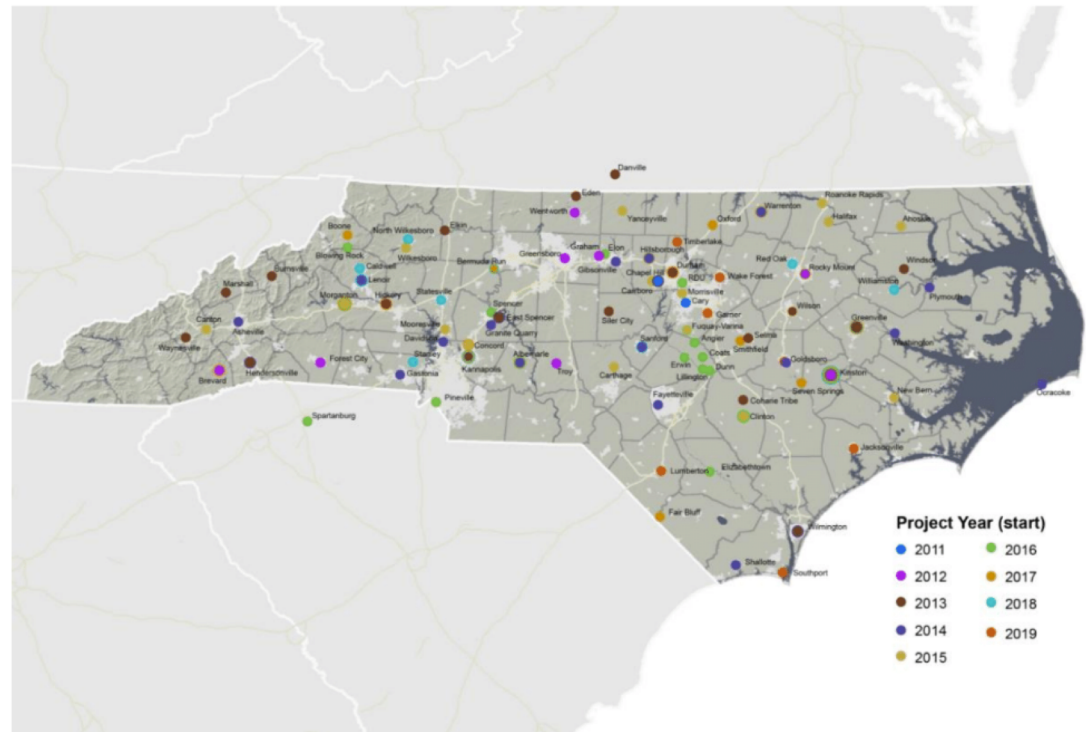 Danville
Eden
Wentworth
Yanceyville
Roanoke Rapids
Warrenton
Halifax
Oxford
Ahoskie
Boone
North Wilkesboro
Elkin
Blowing Rock
Wilkesboro
Graham
Elon
Hillsborough
Timberlake
Greensboro
Gibsonville
Durham
Bermuda Run
Caldwell
Lenoir
Chapel Hill
RDU
Wake Forest
Red Oak
Rocky Mount
Windsor
Burnsville
Marshall
Carrboro
Morrisville
Cary
Williamston
Plymouth
Morganton
Hickory
Statesville
Spencer
East Spencer
Siler City
Garner
Wilson
Greenville
Canton
Asheville
Mooresville
Granite Quarry
Fuquay-Varina
Waynesville
Davidson
Concord
Sanford
Angier
Selma
Smithfield
Washington
Brevard
Hendersonville
Forest City
Stanley
Gastonia
Kannapolis
Albemarle
Troy
Carthage
Erwin
Coats
Dunn
Lillington
Goldsboro
Kinston
Seven Springs
New Bern
Ocracoke
Pineville
Spartanburg
Fayetteville
Coharie Tribe
Clinton
Jacksonville
Lumberton
Elizabethtown
Fair Bluff
Wilmington
Shallotte
Southport
Project Year (start)
2011
2016
2012
2017
2013
2018
2014
2019
2015